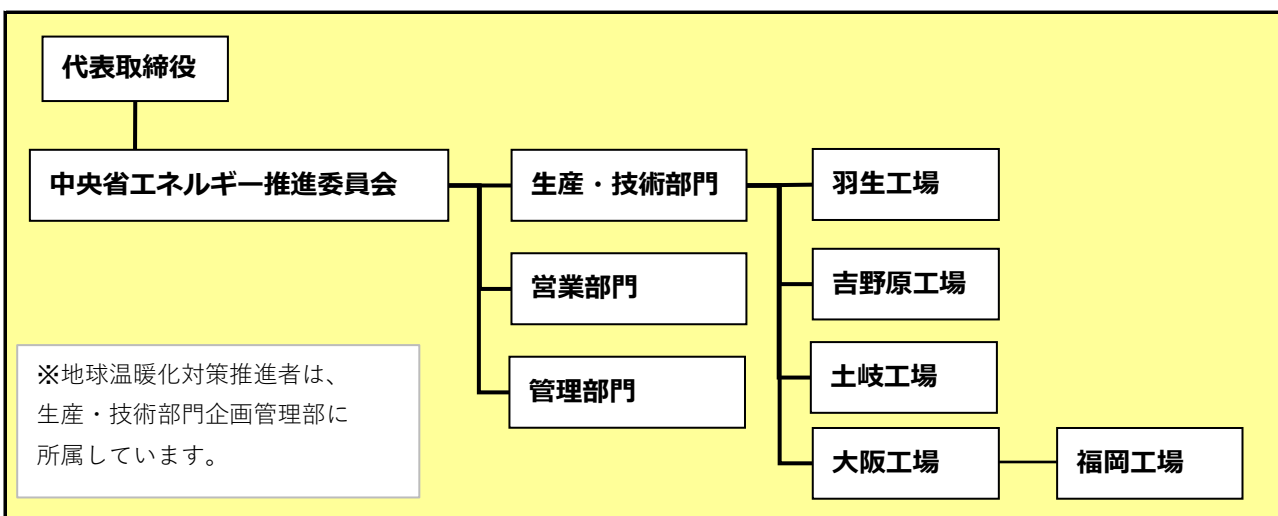 代表取締役
中央省エネルギー推進委員会
生産・技術部門
羽生工場
営業部門
吉野原工場
管理部門
土岐工場
大阪工場
福岡工場
※地球温暖化対策推進者は、
生産・技術部門企画管理部に
所属しています。